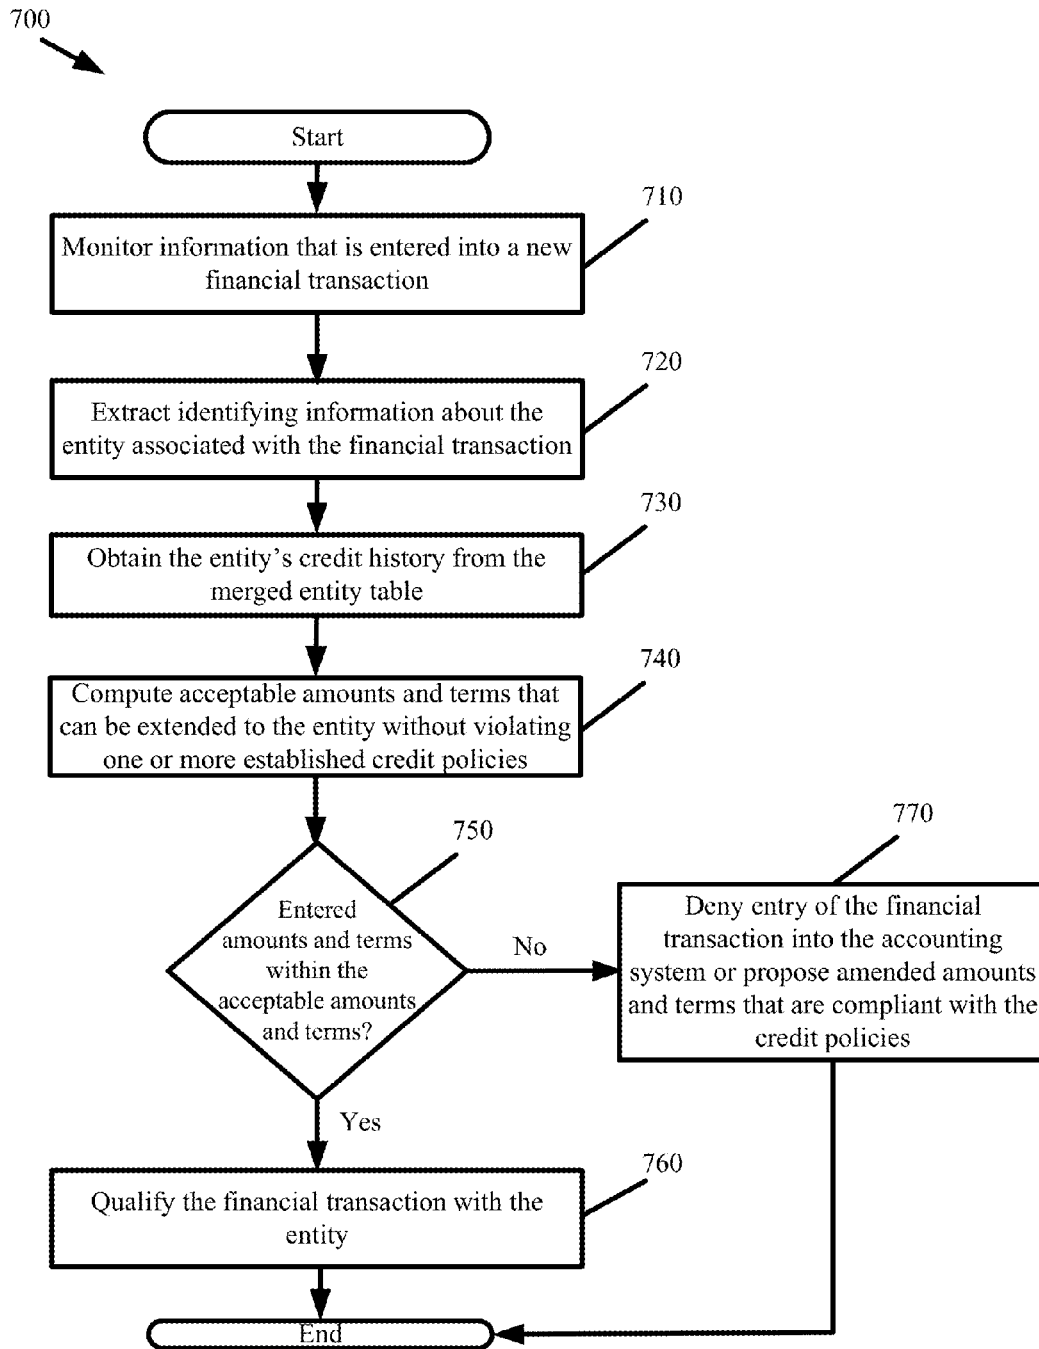 700
Start
710
Monitor information that is entered into a new
financial transaction
720
Extract identifying information about the
entity associated with the financial transaction
730
Obtain the entity's credit history from the
merged entity table
740
Compute acceptable amounts and terms that
can be extended to the entity without violating
one or more established credit policies
750
Entered
amounts and terms
within the
acceptable amounts
and terms?
No
770
Deny entry of the financial
transaction into the accounting
system or propose amended amounts
and terms that are compliant with the
credit policies
Yes
760
Qualify the financial transaction with the
entity
End